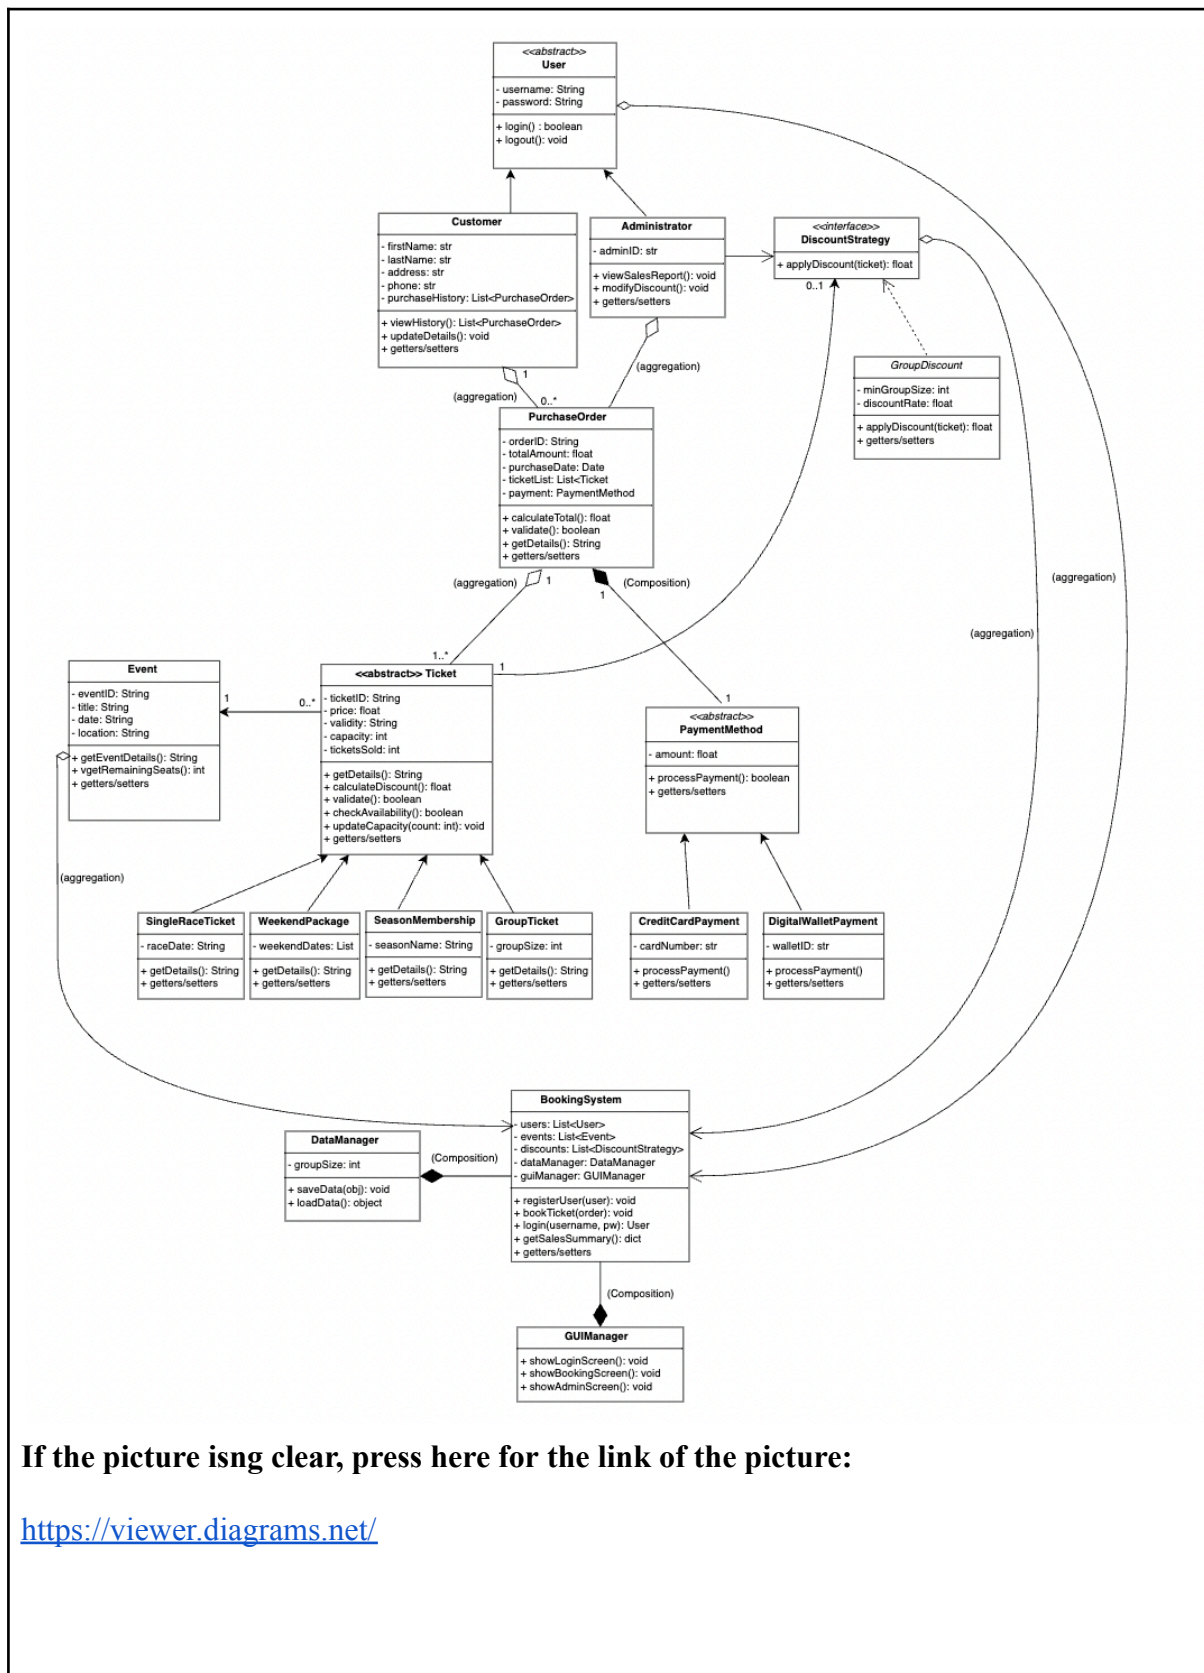 <<abstract>>
User
- username: String
- password: String
+ login() : boolean
+ logout(): void
Customer
- firstName: str
- lastName: str
- address: str
- phone: str
- purchaseHistory: List<PurchaseOrder>
+ viewHistory(): List<PurchaseOrder>
+ updateDetails(): void
+ getters/setters
Administrator
- adminID: str
+ viewSalesReport(): void
+ modifyDiscount(): void
+ getters/setters
<<interface>>
DiscountStrategy
+ applyDiscount(ticket): float
0..1
GroupDiscount
- minGroupSize: int
- discountRate: float
+ applyDiscount(ticket): float
+ getters/setters
1
(aggregation)
0..*
(aggregation)
PurchaseOrder
- orderID: String
- totalAmount: float
- purchaseDate: Date
- ticketList: List<Ticket
- payment: PaymentMethod
+ calculateTotal(): float
+ validate(): boolean
+ getDetails(): String
+ getters/setters
(aggregation)
1
(Composition)
1
(aggregation)
(aggregation)
1..*
1
1
Event
- eventID: String
- title: String
- date: String
- location: String
+ getEventDetails(): String
+ vgetRemainingSeats(): int
+ getters/setters
1
0..*
<<abstract>> Ticket
- ticketID: String
- price: float
- validity: String
- capacity: int
- ticketsSold: int
+ getDetails(): String
+ calculateDiscount(): float
+ validate(): boolean
+ checkAvailability(): boolean
+ updateCapacity(count: int): void
+ getters/setters
<<abstract>>
PaymentMethod
- amount: float
+ processPayment(): boolean
+ getters/setters
(aggregation)
SingleRaceTicket
- raceDate: String
+ getDetails(): String
+ getters/setters
WeekendPackage
- weekendDates: List
+ getDetails(): String
+ getters/setters
SeasonMembership
- seasonName: String
+ getDetails(): String
+ getters/setters
GroupTicket
- groupSize: int
+ getDetails(): String
+ getters/setters
CreditCardPayment
- cardNumber: str
+ processPayment()
+ getters/setters
DigitalWalletPayment
- walletID: str
+ processPayment()
+ getters/setters
BookingSystem
- users: List<User>
- events: List<Event>
- discounts: List<DiscountStrategy>
- dataManager: DataManager
- guiManager: GUIManager
+ registerUser(user): void
+ bookTicket(order): void
+ login(username, pw): User
+ getSalesSummary(): dict
+ getters/setters
DataManager
- groupSize: int
+ saveData(obj): void
+ loadData(): object
(Composition)
(Composition)
GUIManager
+ showLoginScreen(): void
+ showBookingScreen(): void
+ showAdminScreen(): void
If the picture isng clear, press here for the link of the picture:
https://viewer.diagrams.net/